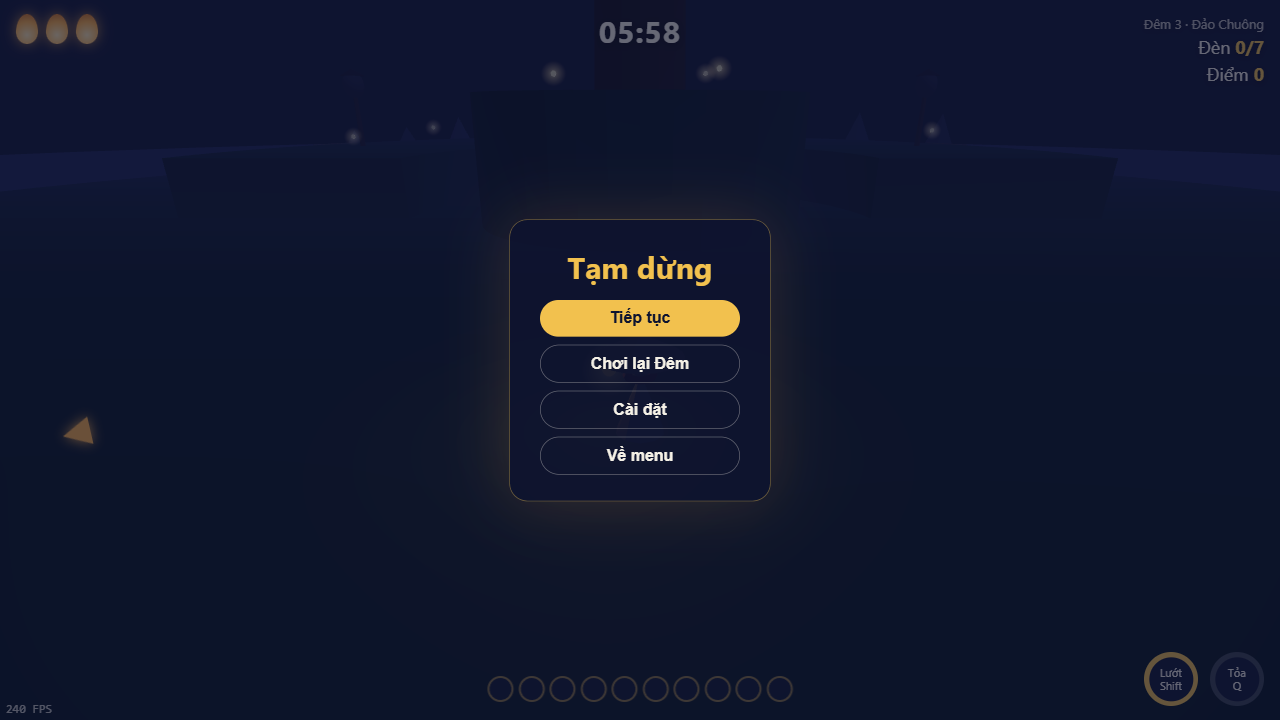 05:58
Đêm 3 · Đảo Chuông
Đèn 0/7
Điểm 0
Tạm dừng
Tiếp tục
Chơi lại Đêm
Cài đặt
Về menu
Lướt
Shift
Tỏa
Q
240 FPS